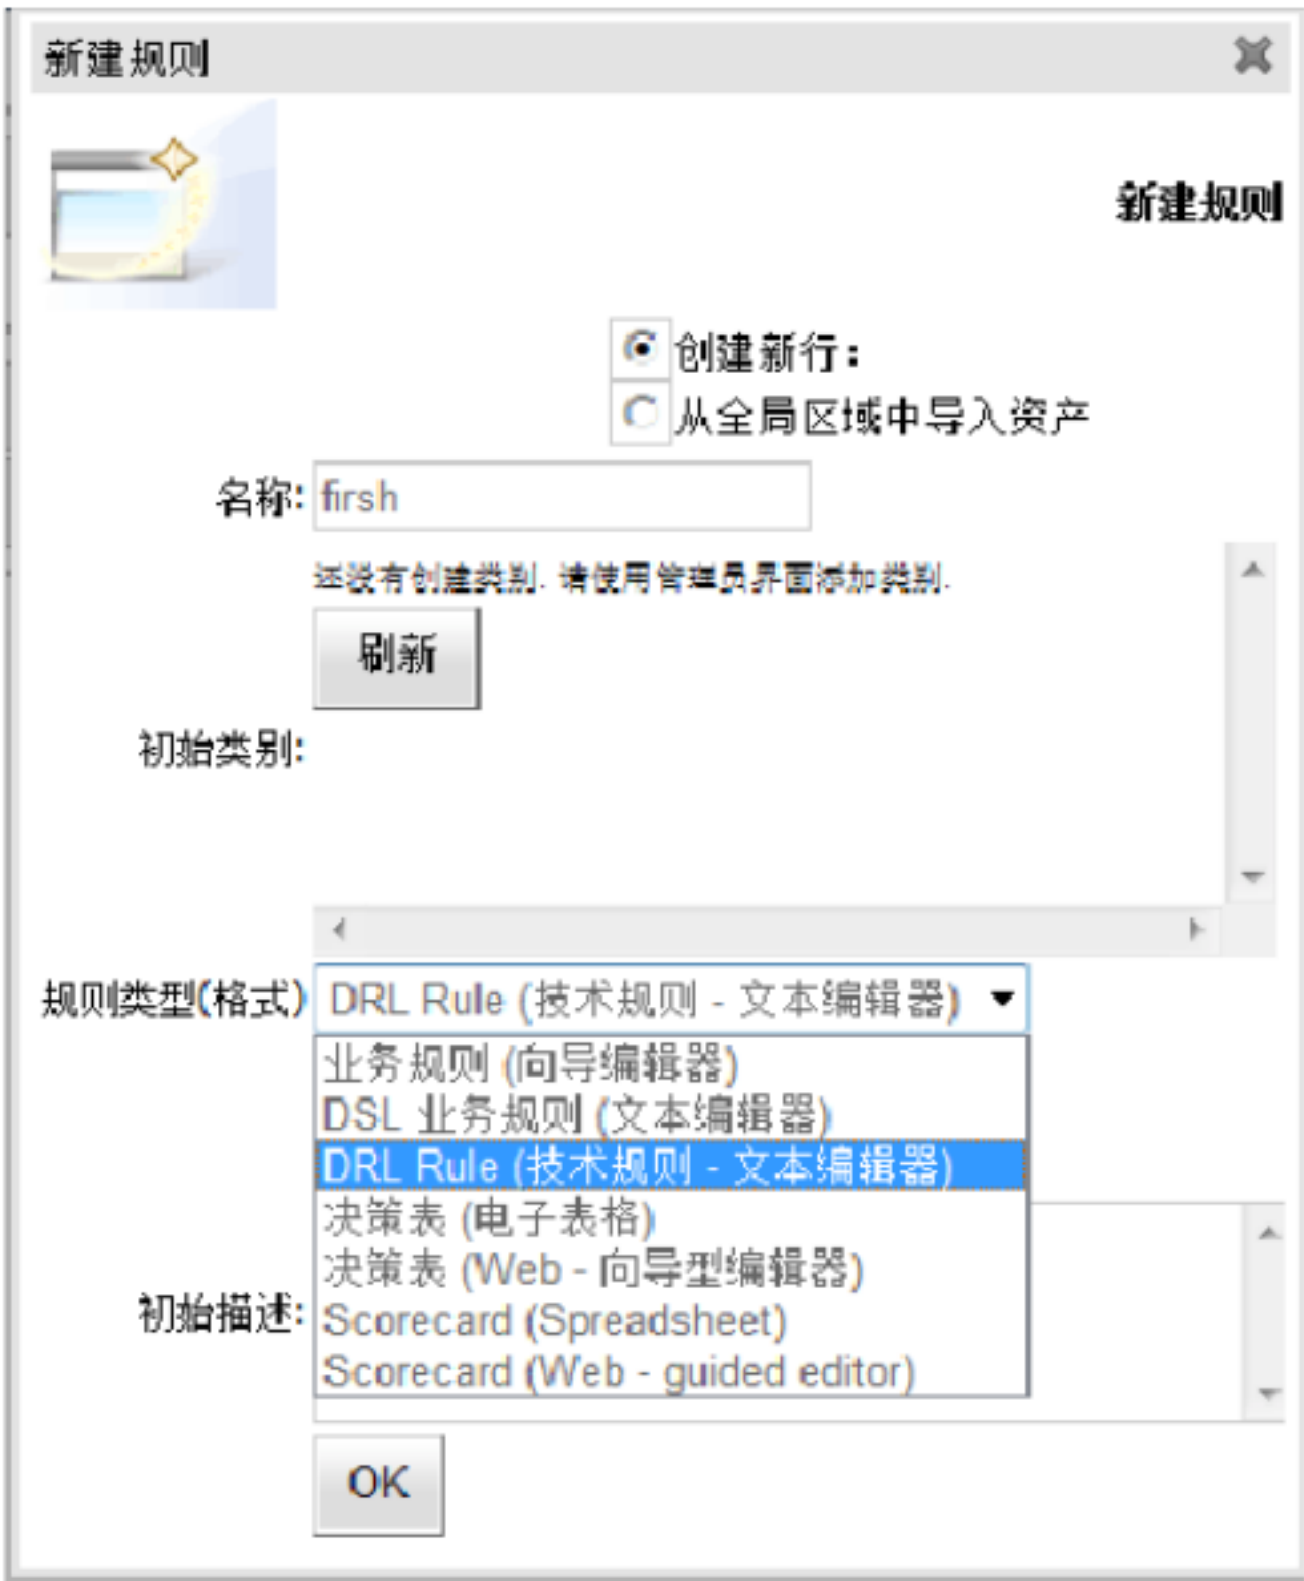 新建规则
新建规则
创建新行:
从全局区域中导入资产
名称: firsh
还没有创建类别. 请使用管理员界面添加类别.
刷新
初始类别:
规则类型(格式) DRL Rule (技术规则 - 文本编辑器)
业务规则 (向导编辑器)
DSL 业务规则 (文本编辑器)
DRL Rule (技术规则 - 文本编辑器)
决策表 (电子表格)
决策表 (Web - 向导型编辑器)
初始描述:
Scorecard (Spreadsheet)
Scorecard (Web - guided editor)
OK